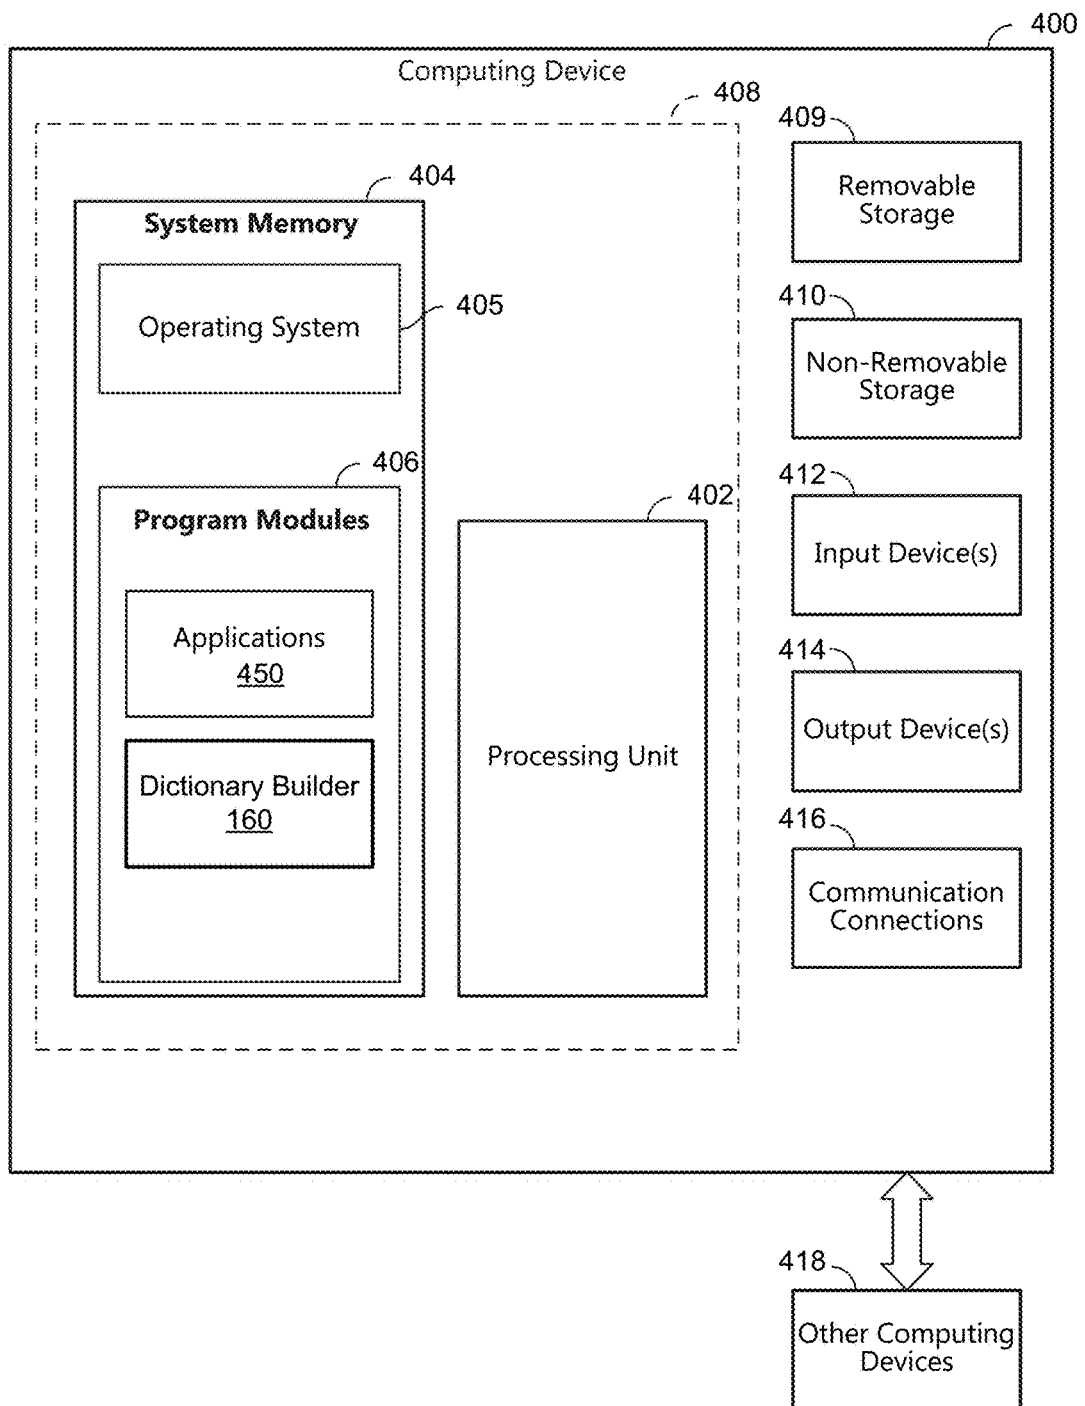 400
Computing Device
408
404
System Memory
Operating System
405
406
Program Modules
Applications
450
Dictionary Builder
160
402
Processing Unit
409
Removable
Storage
410
Non-Removable
Storage
412
Input Device(s)
414
Output Device(s)
416
Communication
Connections
418
Other Computing
Devices